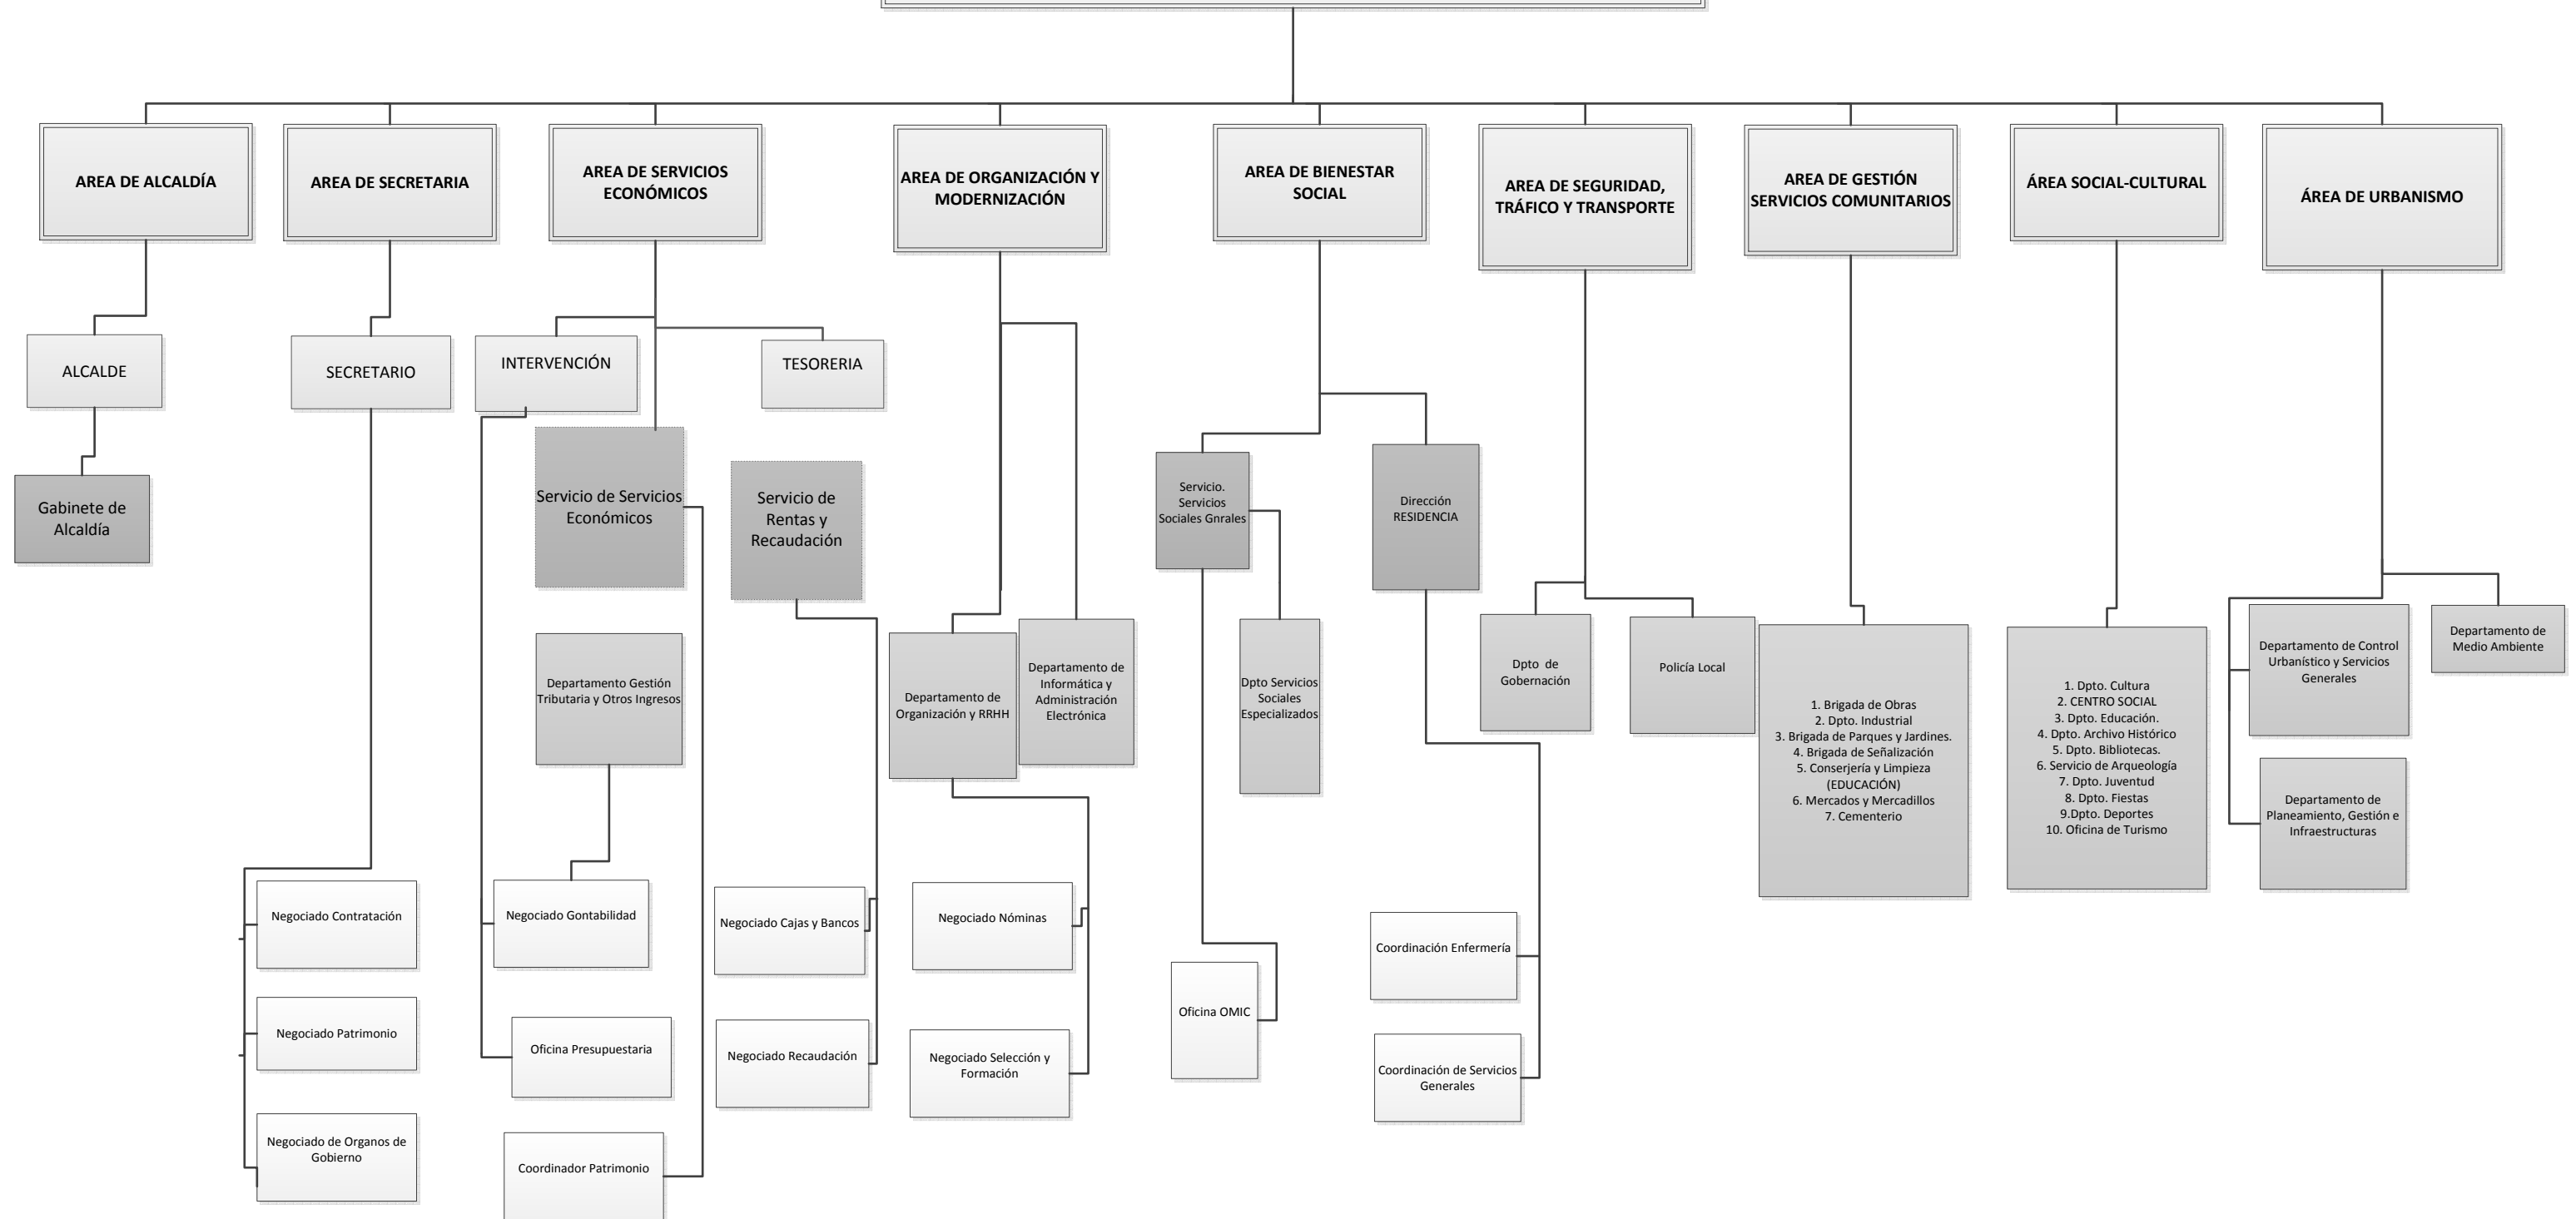 AREA DE ALCALDÍA
AREA DE SECRETARIA
AREA DE SERVICIOS
ECONÓMICOS
AREA DE ORGANIZACIÓN Y
MODERNIZACIÓN
AREA DE BIENESTAR
SOCIAL
AREA DE SEGURIDAD,
TRÁFICO Y TRANSPORTE
AREA DE GESTIÓN
SERVICIOS COMUNITARIOS
ÁREA SOCIAL-CULTURAL
ÁREA DE URBANISMO
ALCALDE
SECRETARIO
INTERVENCIÓN
TESORERIA
Gabinete de
Alcaldía
Servicio de Servicios
Económicos
Servicio de
Rentas y
Recaudación
Servicio.
Servicios
Sociales Gnrales
Dirección
RESIDENCIA
Departamento Gestión
Tributaria y Otros Ingresos
Departamento de
Organización y RRHH
Departamento de
Informática y
Administración
Electrónica
Dpto Servicios
Sociales
Especializados
Dpto de
Gobernación
Policía Local
1. Brigada de Obras
2. Dpto. Industrial
3. Brigada de Parques y Jardines.
4. Brigada de Señalización
5. Conserjería y Limpieza
(EDUCACIÓN)
6. Mercados y Mercadillos
7. Cementerio
1. Dpto. Cultura
2. CENTRO SOCIAL
3. Dpto. Educación.
4. Dpto. Archivo Histórico
5. Dpto. Bibliotecas.
6. Servicio de Arqueología
7. Dpto. Juventud
8. Dpto. Fiestas
9.Dpto. Deportes
10. Oficina de Turismo
Departamento de Control
Urbanístico y Servicios
Generales
Departamento de
Medio Ambiente
Departamento de
Planeamiento, Gestión e
Infraestructuras
Negociado Contratación
Negociado Gontabilidad
Negociado Cajas y Bancos
Negociado Nóminas
Coordinación Enfermería
Negociado Patrimonio
Oficina Presupuestaria
Negociado Recaudación
Negociado Selección y
Formación
Oficina OMIC
Coordinación de Servicios
Generales
Negociado de Organos de
Gobierno
Coordinador Patrimonio